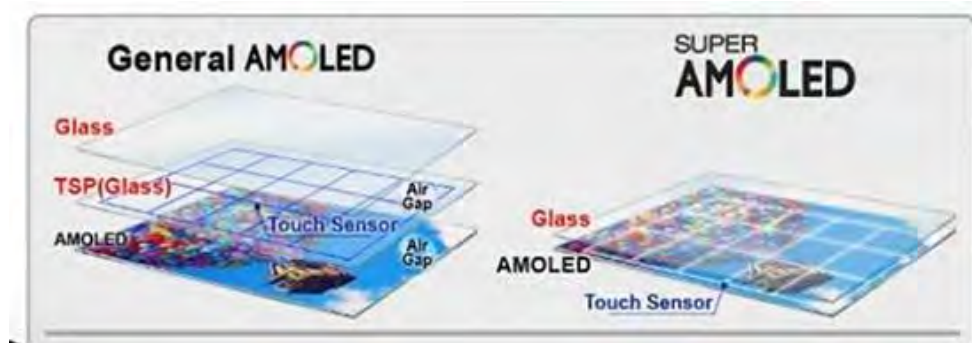 General AMOLED
Glass
TSP(Glass)
Air
Gap
Touch Sensor
AMOLED
Air
Gap
SUPER
AMOLED
Glass
AMOLED
Touch Sensor